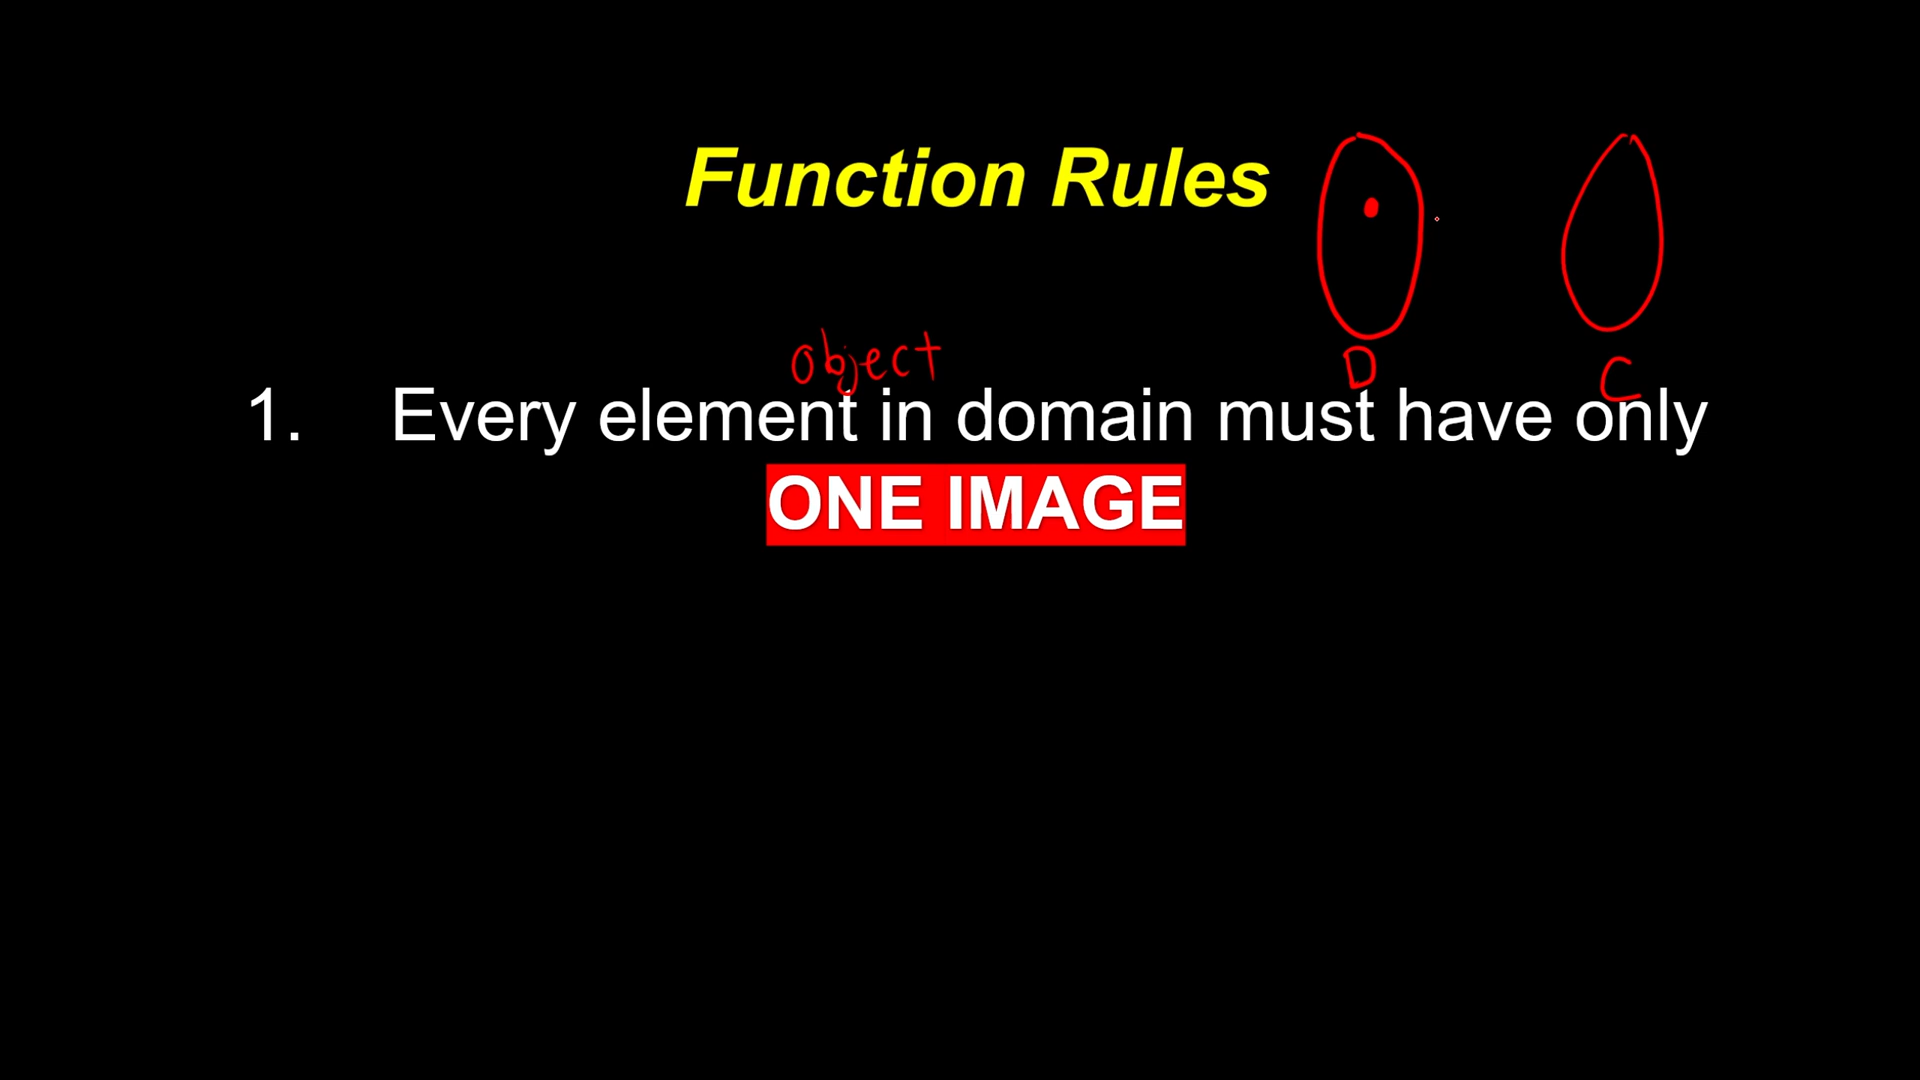 Function Rules
object
D
C
1. Every element in domain must have only
ONE IMAGE